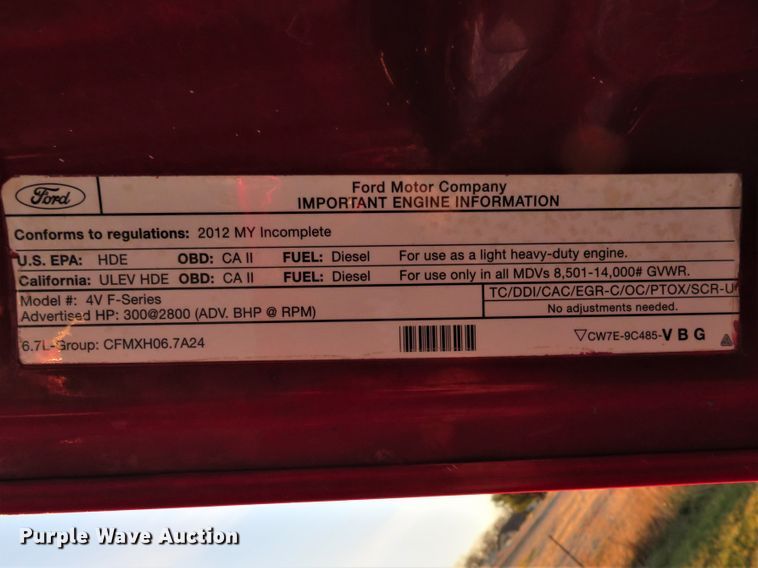 Ford
Ford Motor Company
IMPORTANT ENGINE INFORMATION
Conforms to regulations: 2012 MY Incomplete
U.S. EPA: HDE OBD: CA II FUEL: Diesel For use as a light heavy-duty engine.
California: ULEV HDE OBD: CA II FUEL: Diesel For use only in all MDVs 8,501-14,000# GVWR.
Model #: 4V F-Series
TC/DDI/CAC/EGR-C/OC/PTOX/SCR-U
Advertised HP: 300@2800 (ADV. BHP @ RPM)
No adjustments needed.
6.7L-Group: CFMXH06.7A24
▽CW7E-9C485-VBG
Purple Wave Auction